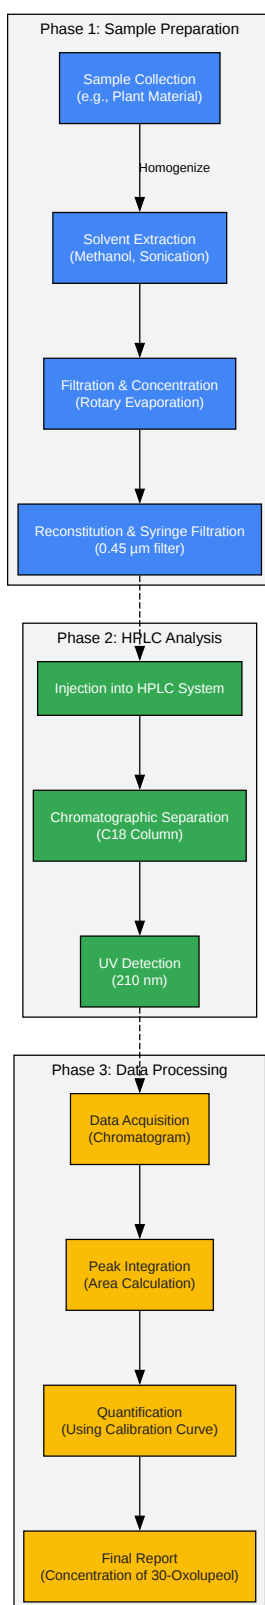 Phase 1: Sample Preparation
Sample Collection
(e.g., Plant Material)
Homogenize
Solvent Extraction
(Methanol, Sonication)
Filtration & Concentration
(Rotary Evaporation)
Reconstitution & Syringe Filtration
(0.45 µm filter)
Phase 2: HPLC Analysis
Injection into HPLC System
Chromatographic Separation
(C18 Column)
UV Detection
(210 nm)
Phase 3: Data Processing
Data Acquisition
(Chromatogram)
Peak Integration
(Area Calculation)
Quantification
(Using Calibration Curve)
Final Report
(Concentration of 30-Oxolupeol)